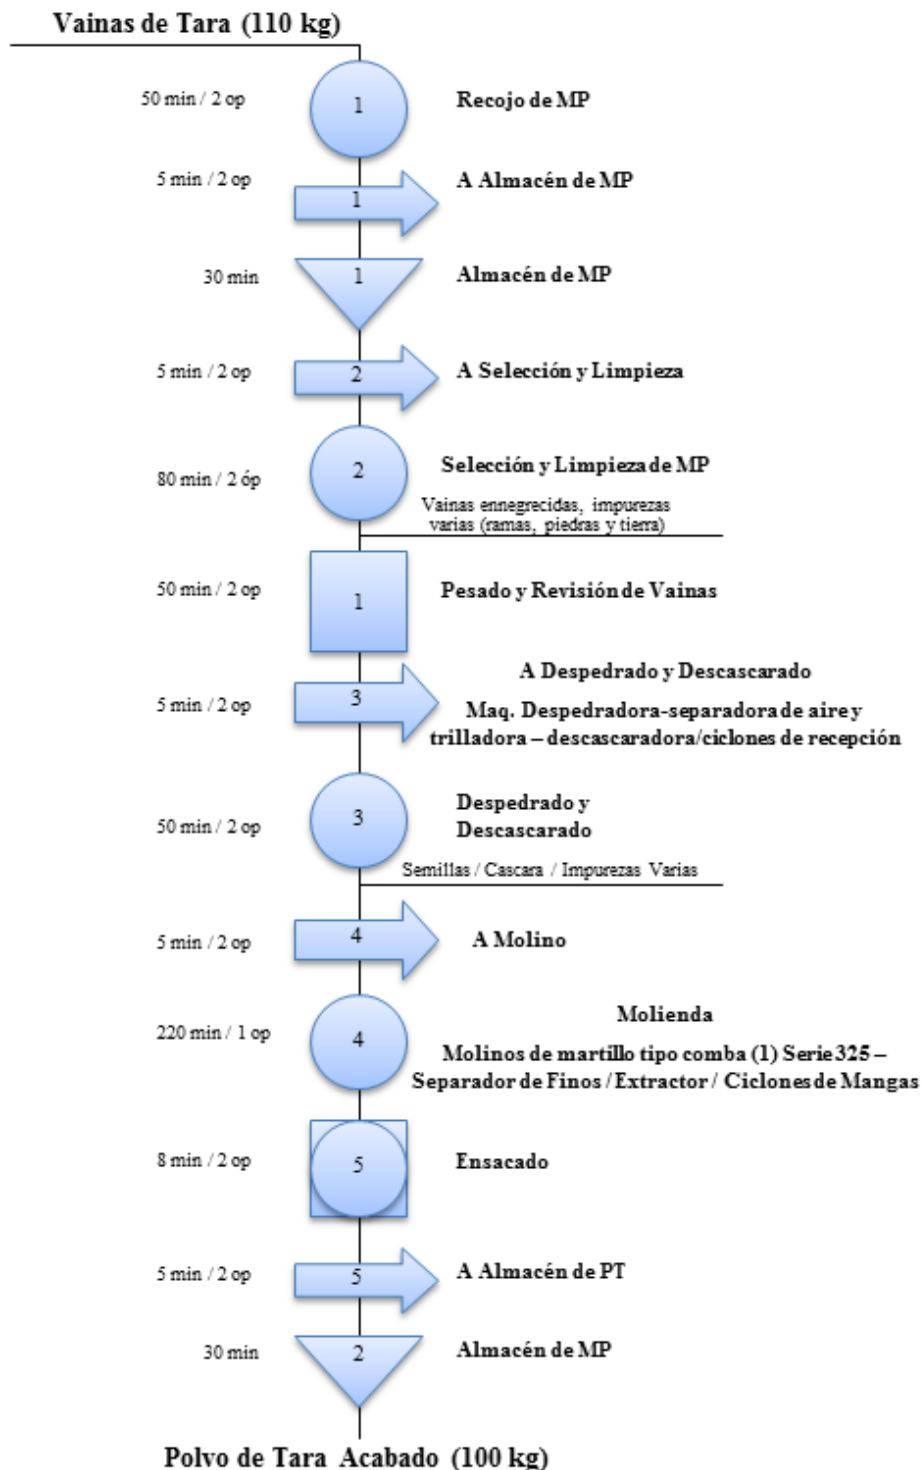 Vainas de Tara (110 kg)
50 min / 2 op
1
Recojo de MP
5 min / 2 op
1
A Almacén de MP
30 min
1
Almacén de MP
5 min / 2 op
2
A Selección y Limpieza
80 min / 2 óp
2
Selección y Limpieza de MP
Vainas ennegrecidas, impurezas
varias (ramas, piedras y tierra)
50 min / 2 op
1
Pesado y Revisión de Vainas
5 min / 2 op
3
A Despedrado y Descascarado
Maq. Despedradora-separadora de aire y
trilladora – descascaradora/ciclones de recepción
50 min / 2 op
3
Despedrado y
Descascarado
Semillas / Cascara / Impurezas Varias
5 min / 2 op
4
A Molino
220 min / 1 op
4
Molienda
Molinos de martillo tipo comba (1) Serie 325 –
Separador de Finos / Extractor / Ciclones de Mangas
8 min / 2 op
5
Ensacado
5 min / 2 op
5
A Almacén de PT
30 min
2
Almacén de MP
Polvo de Tara Acabado (100 kg)